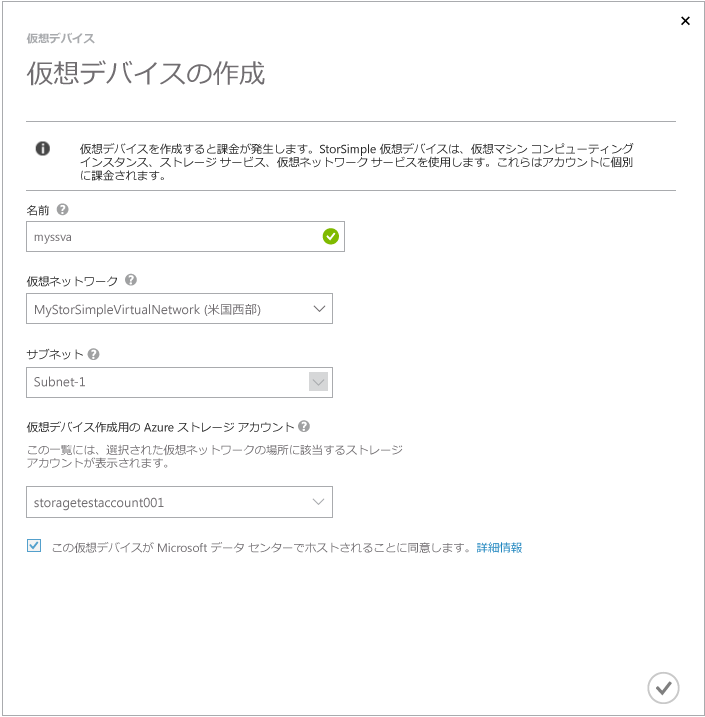 仮想デバイス
仮想デバイスの作成
仮想デバイスを作成すると課金が発生します。StorSimple 仮想デバイスは、仮想マシン コンピューティング
インスタンス、ストレージ サービス、仮想ネットワーク サービスを使用します。これらはアカウントに個別
に課金されます。
名前
myssva
仮想ネットワーク
MyStorSimpleVirtualNetwork (米国西部)
サブネット
Subnet-1
仮想デバイス作成用の Azure ストレージ アカウント
この一覧には、選択された仮想ネットワークの場所に該当するストレージ
アカウントが表示されます。
storagetestaccount001
この仮想デバイスが Microsoft データ センターでホストされることに同意します。詳細情報